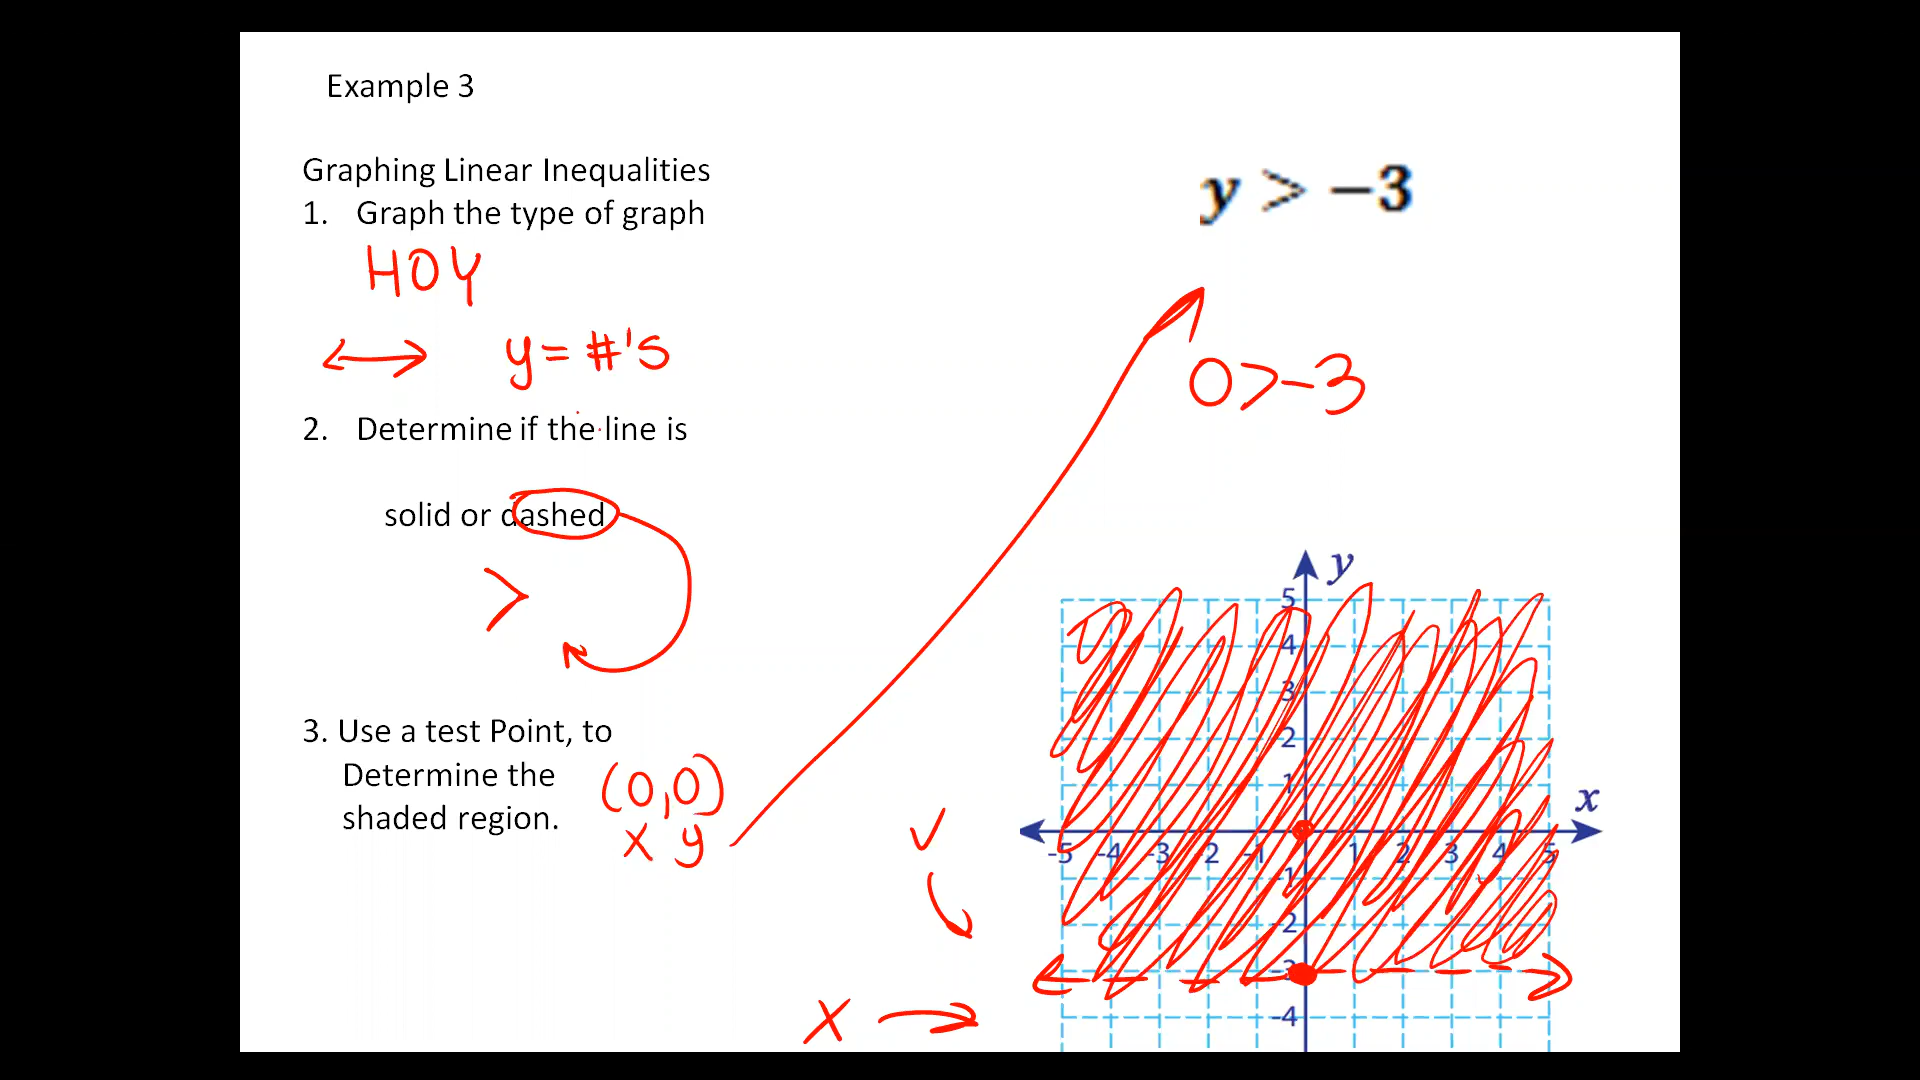 Example 3
Graphing Linear Inequalities
1. Graph the type of graph
HOY
y = #'s
2. Determine if the line is
solid or dashed
>
3. Use a test Point, to
Determine the
shaded region.
(0,0)
x y
y > −3
0>-3
✓
X
y
5
4
3
2
1
x
-5 -4 -3 -2 -1 1 2 3 4 5
-1
-2
-3
-4